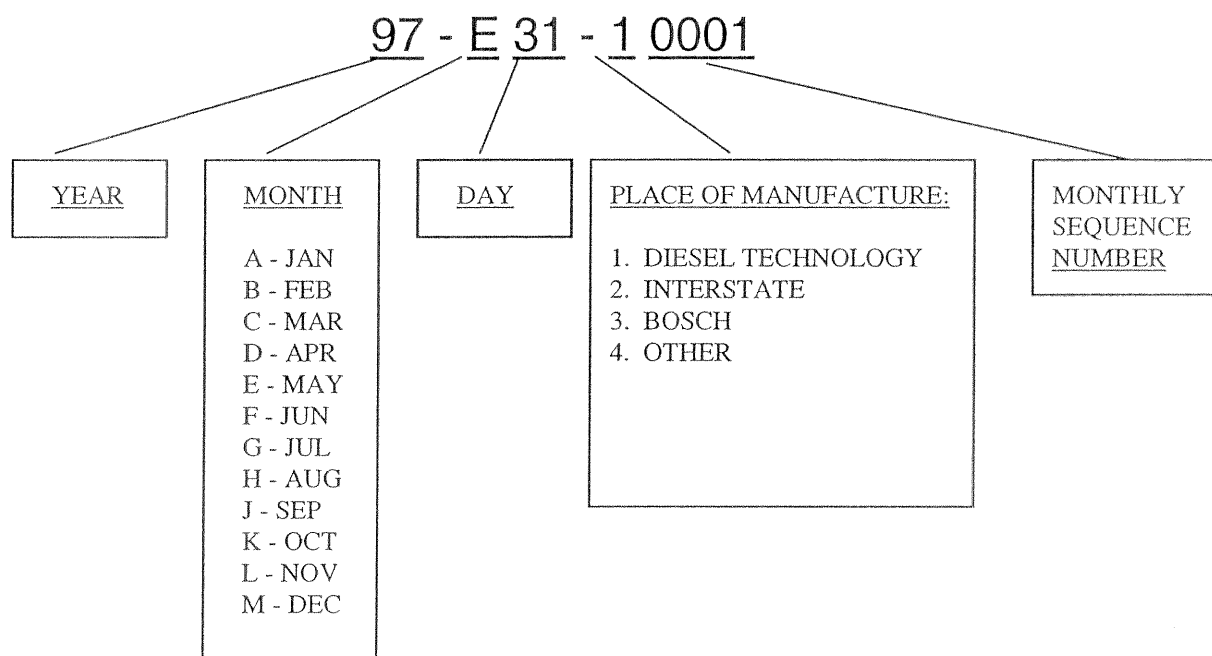 97 - E 31 - 1 0001
YEAR
MONTH
A - JAN
B - FEB
C - MAR
D - APR
E - MAY
F - JUN
G - JUL
H - AUG
J - SEP
K - OCT
L - NOV
M - DEC
DAY
PLACE OF MANUFACTURE:
1. DIESEL TECHNOLOGY
2. INTERSTATE
3. BOSCH
4. OTHER
MONTHLY
SEQUENCE
NUMBER